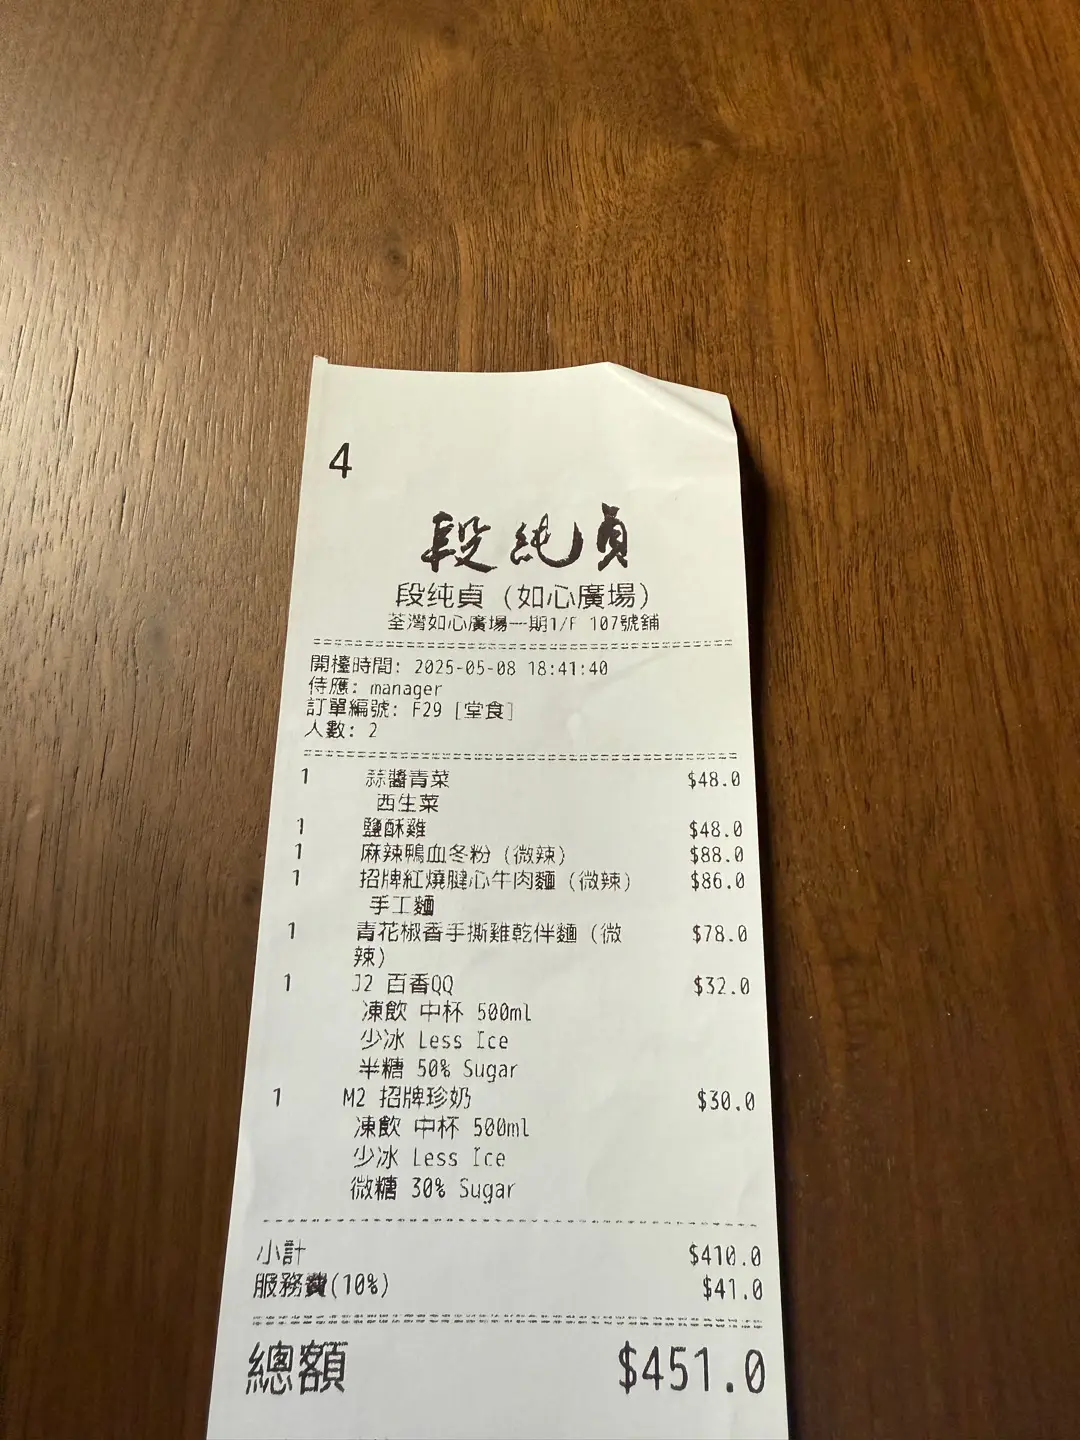 4
段純貞
段纯貞（如心廣場）
荃灣如心廣場一期1/F 107號舖
開檯時間: 2025-05-08 18:41:40
侍應: manager
訂單編號: F29 [堂食]
人數: 2
1 蒜醬青菜 $48.0
西生菜
1 鹽酥雞 $48.0
1 麻辣鴨血冬粉（微辣） $88.0
1 招牌紅燒腱心牛肉麵（微辣） $86.0
手工麵
1 青花椒香手撕雞乾伴麵（微 $78.0
辣）
1 J2 百香QQ $32.0
凍飲 中杯 500ml
少冰 Less Ice
半糖 50% Sugar
1 M2 招牌珍奶 $30.0
凍飲 中杯 500ml
少冰 Less Ice
微糖 30% Sugar
小計 $410.0
服務費(10%) $41.0
總額 $451.0